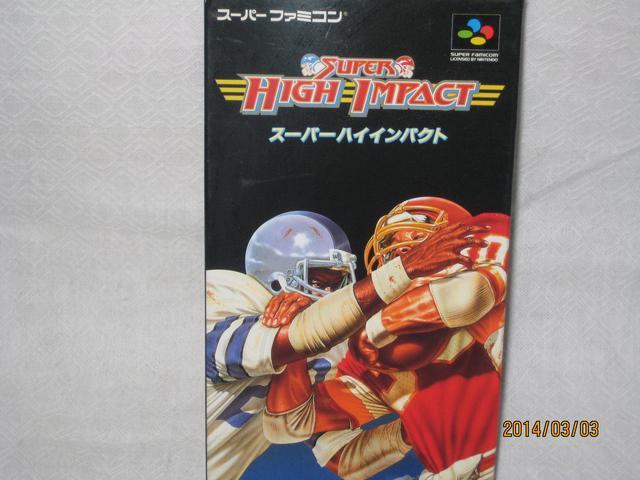 スーパーファミコン®
SUPER FAMICOM
LICENSED BY NINTENDO
SUPER
HIGH IMPACT
スーパーハイインパクト
2014/03/03